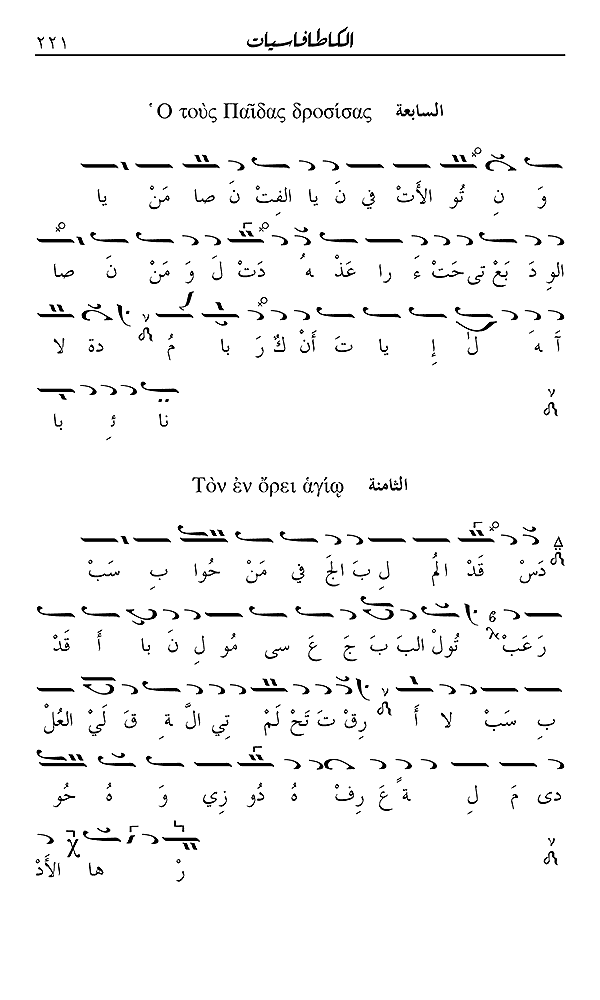 الكاطافاسيات ٢٢١
السابعة Ὁ τοὺς Παῖδας δροσίσας
يا مَنْ صا نَ الفِتْ يا نَ في الأَتْ تُو نِ وَ
صا نَ مَنْ وَ لَ دَتْ هُ عَذْ را ءَ حَتْ تى بَعْ دَ الوِ
لا دة مُ با رَ كٌ أَنْ تَ يا إِ لٰ هَ آ
با ئِ نا
الثامنة Τὸν ἐν ὄρει ἁγίῳ
سَبْ بِ حُوا مَنْ في الجَ بَ لِ المُ قَدْ دَسْ
قَدْ أَ با نَ لِ مُو سى عَ جَ بَ البَ تُولْ عَبْ رَ
العُلْ لَيْ قَ ةِ الَّ تِي لَمْ تَحْ تَ رِقْ أَ لا سَبْ بِ
حُو هُ وَ زِي دُو هُ رِفْ عَ ةً لِ مَ دى
الأَدْ ها رْ